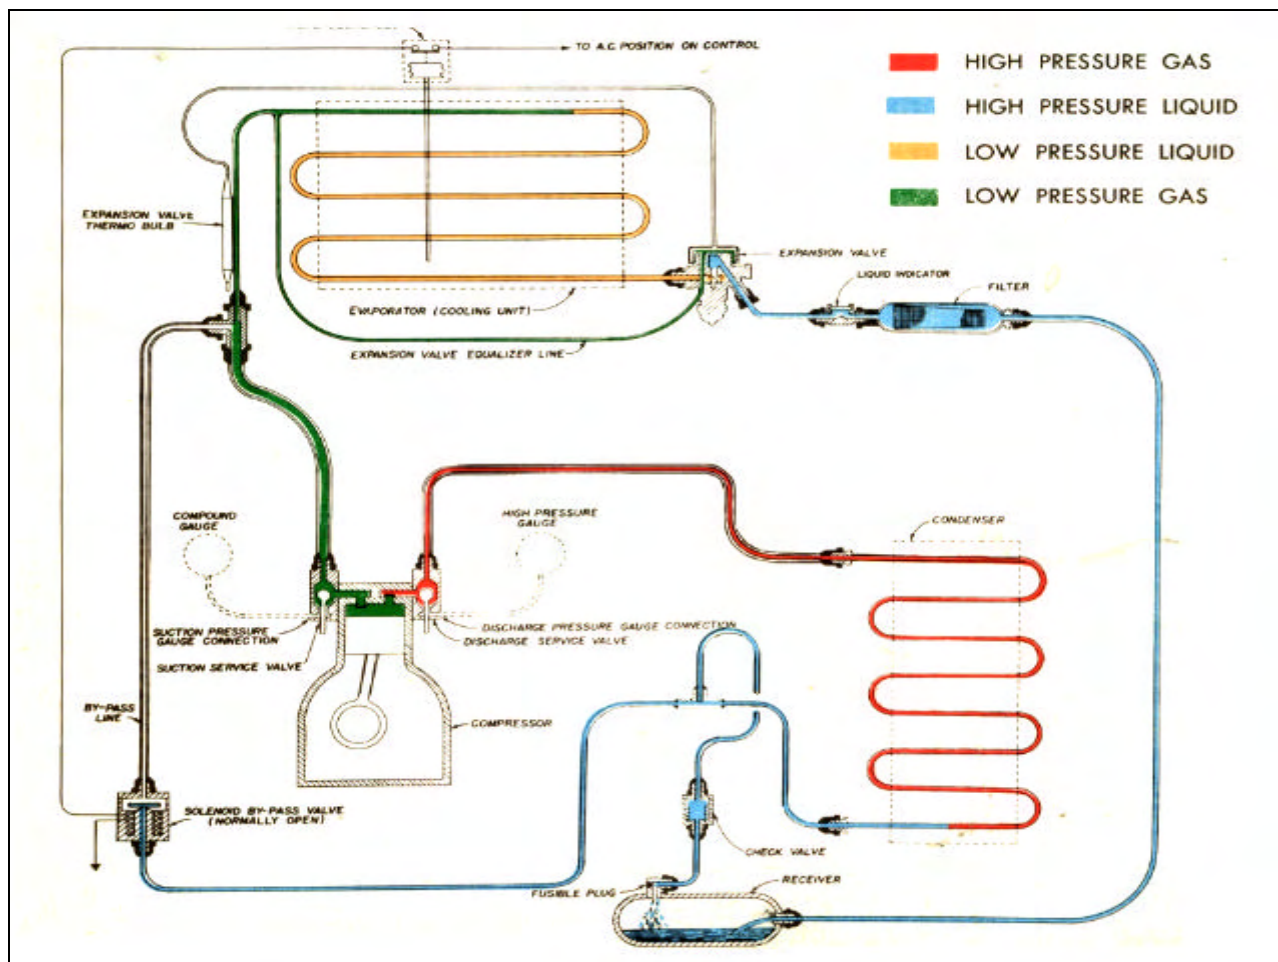 TO A.C. POSITION ON CONTROL
HIGH PRESSURE GAS
HIGH PRESSURE LIQUID
LOW PRESSURE LIQUID
LOW PRESSURE GAS
EXPANSION VALVE
THERMO BULB
EXPANSION VALVE
LIQUID INDICATOR
FILTER
EVAPORATOR (COOLING UNIT)
EXPANSION VALVE EQUALIZER LINE
COMPOUND
GAUGE
HIGH PRESSURE
GAUGE
CONDENSER
SUCTION PRESSURE
GAUGE CONNECTION
SUCTION SERVICE VALVE
DISCHARGE PRESSURE GAUGE CONNECTION
DISCHARGE SERVICE VALVE
BY-PASS
LINE
COMPRESSOR
SOLENOID BY-PASS VALVE
(NORMALLY OPEN)
CHECK VALVE
FUSIBLE PLUG
RECEIVER